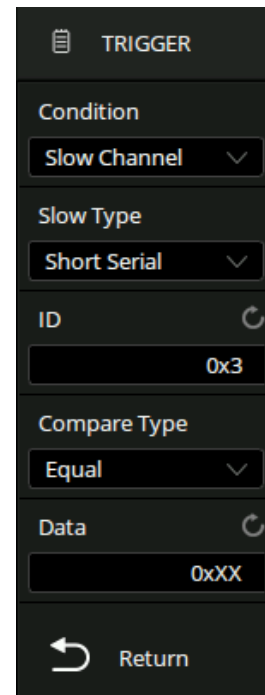 TRIGGER
Condition
Slow Channel
Slow Type
Short Serial
ID
0x3
Compare Type
Equal
Data
0xXX
Return